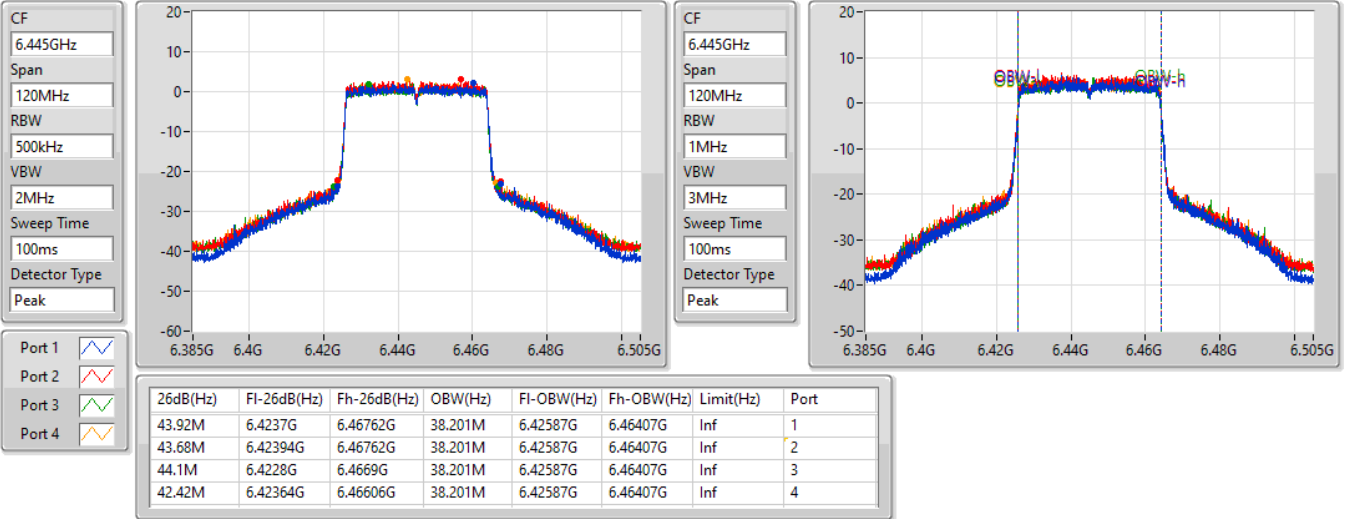 CF
6.445GHz
Span
120MHz
RBW
500kHz
VBW
2MHz
Sweep Time
100ms
Detector Type
Peak
20
10
0
-10
-20
-30
-40
-50
-60
6.385G 6.4G 6.42G 6.44G 6.46G 6.48G 6.505G
CF
6.445GHz
Span
120MHz
RBW
1MHz
VBW
3MHz
Sweep Time
100ms
Detector Type
Peak
20
10
0
-10
-20
-30
-40
-50
OBW-h
6.385G 6.4G 6.42G 6.44G 6.46G 6.48G 6.505G
Port 1
Port 2
Port 3
Port 4
26dB(Hz) Fl-26dB(Hz) Fh-26dB(Hz) OBW(Hz) Fl-OBW(Hz) Fh-OBW(Hz) Limit(Hz) Port
43.92M 6.4237G 6.46762G 38.201M 6.42587G 6.46407G Inf 1
43.68M 6.42394G 6.46762G 38.201M 6.42587G 6.46407G Inf 2
44.1M 6.4228G 6.4669G 38.201M 6.42587G 6.46407G Inf 3
42.42M 6.42364G 6.46606G 38.201M 6.42587G 6.46407G Inf 4